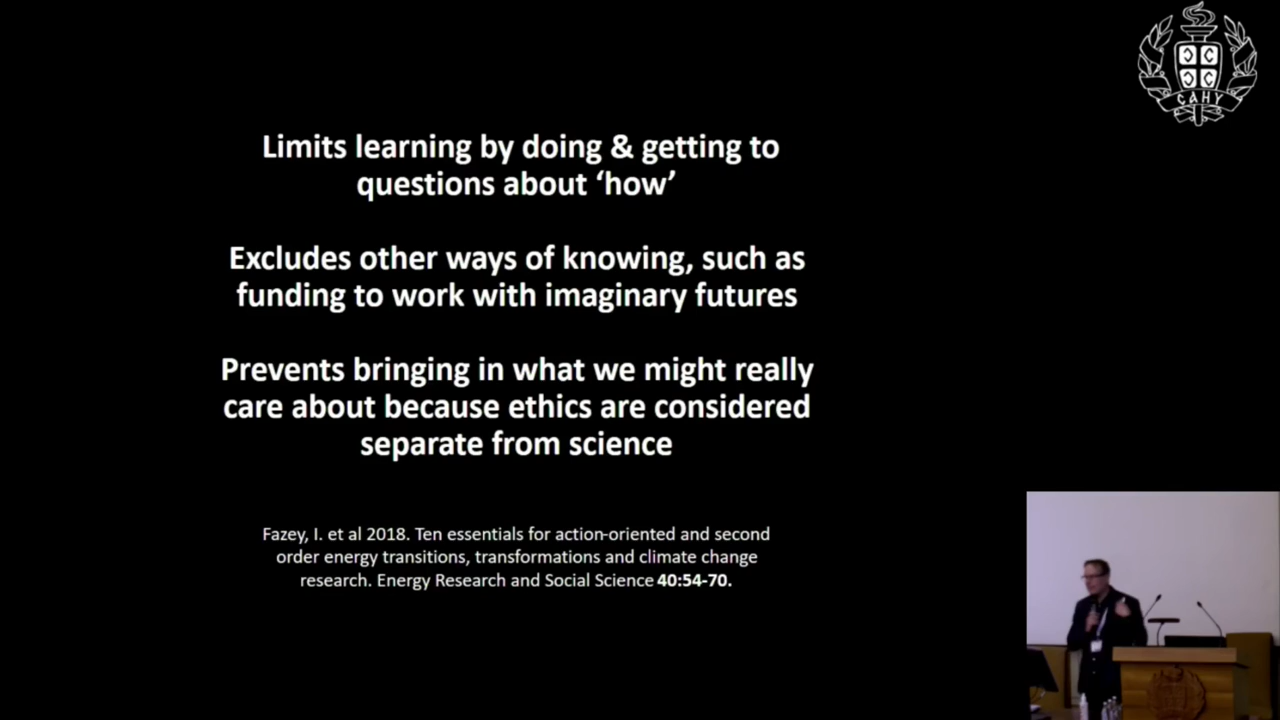 Limits learning by doing & getting to
questions about ‘how’
Excludes other ways of knowing, such as
funding to work with imaginary futures
Prevents bringing in what we might really
care about because ethics are considered
separate from science
Fazey, I. et al 2018. Ten essentials for action-oriented and second
order energy transitions, transformations and climate change
research. Energy Research and Social Science 40:54-70.
САНУ